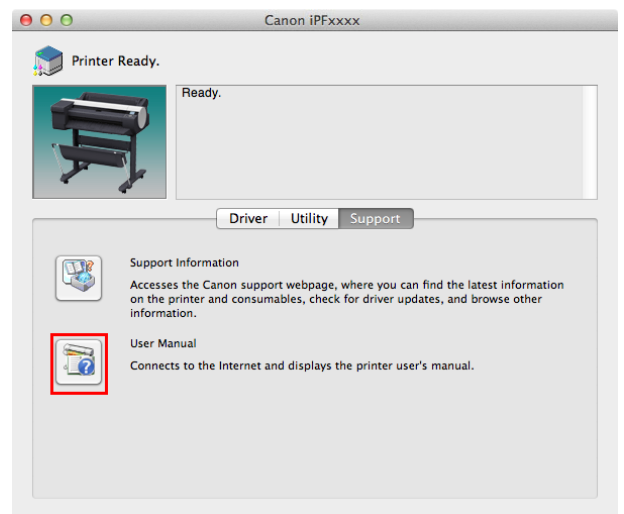 Canon iPFxxxx
Printer Ready.
Ready.
Driver Utility Support
Support Information
Accesses the Canon support webpage, where you can find the latest information
on the printer and consumables, check for driver updates, and browse other
information.
User Manual
Connects to the Internet and displays the printer user's manual.